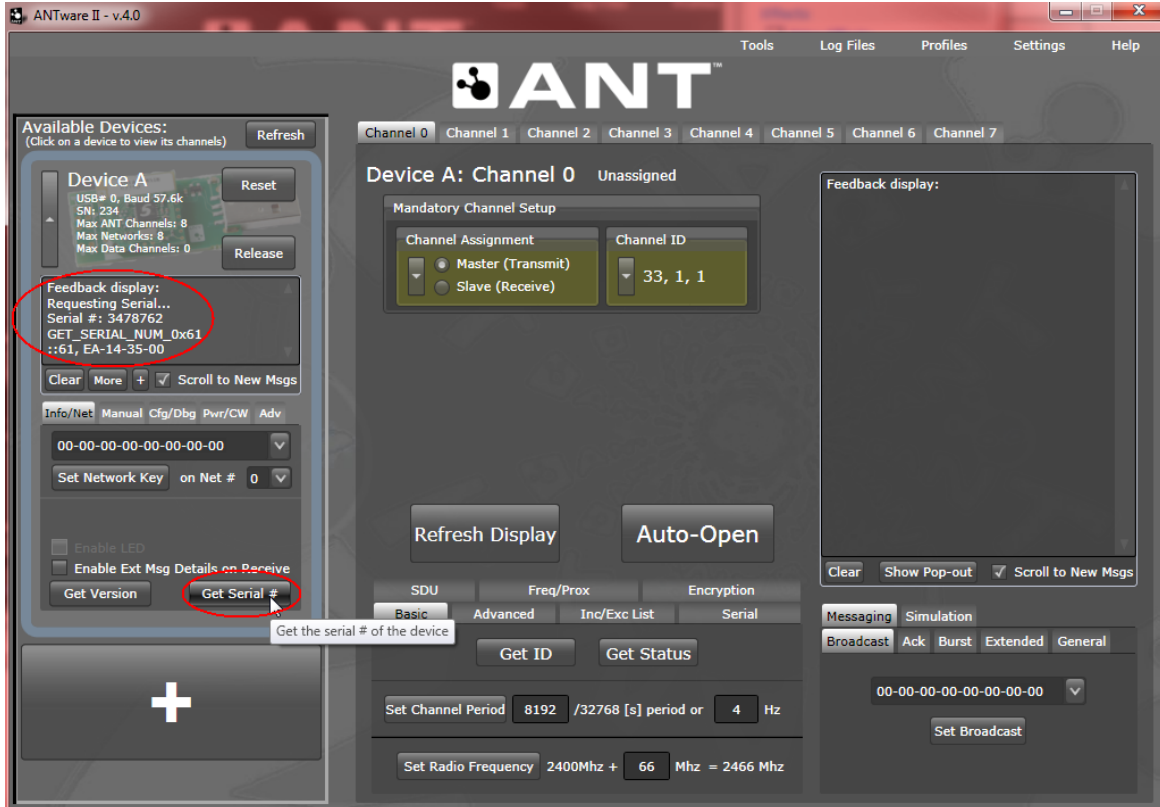 ANTware II - v.4.0
Tools Log Files Profiles Settings Help
ANT™
Available Devices:
(Click on a device to view its channels)
Refresh
Device A
USB# 0, Baud 57.6k
SN: 234
Max ANT Channels: 8
Max Networks: 8
Max Data Channels: 0
Reset
Release
Feedback display:
Requesting Serial...
Serial #: 3478762
GET_SERIAL_NUM_0x61
::61, EA-14-35-00
Clear More + Scroll to New Msgs
Info/Net Manual Cfg/Dbg Pwr/CW Adv
00-00-00-00-00-00-00-00
Set Network Key on Net # 0
Enable LED
Enable Ext Msg Details on Receive
Get Version Get Serial #
Get the serial # of the device
+
Channel 0 Channel 1 Channel 2 Channel 3 Channel 4 Channel 5 Channel 6 Channel 7
Device A: Channel 0 Unassigned
Mandatory Channel Setup
Channel Assignment
Master (Transmit)
Slave (Receive)
Channel ID
33, 1, 1
Refresh Display Auto-Open
SDU Freq/Prox Encryption
Basic Advanced Inc/Exc List Serial
Get ID Get Status
Set Channel Period 8192 /32768 [s] period or 4 Hz
Set Radio Frequency 2400Mhz + 66 Mhz = 2466 Mhz
Feedback display:
Clear Show Pop-out Scroll to New Msgs
Messaging Simulation
Broadcast Ack Burst Extended General
00-00-00-00-00-00-00-00
Set Broadcast